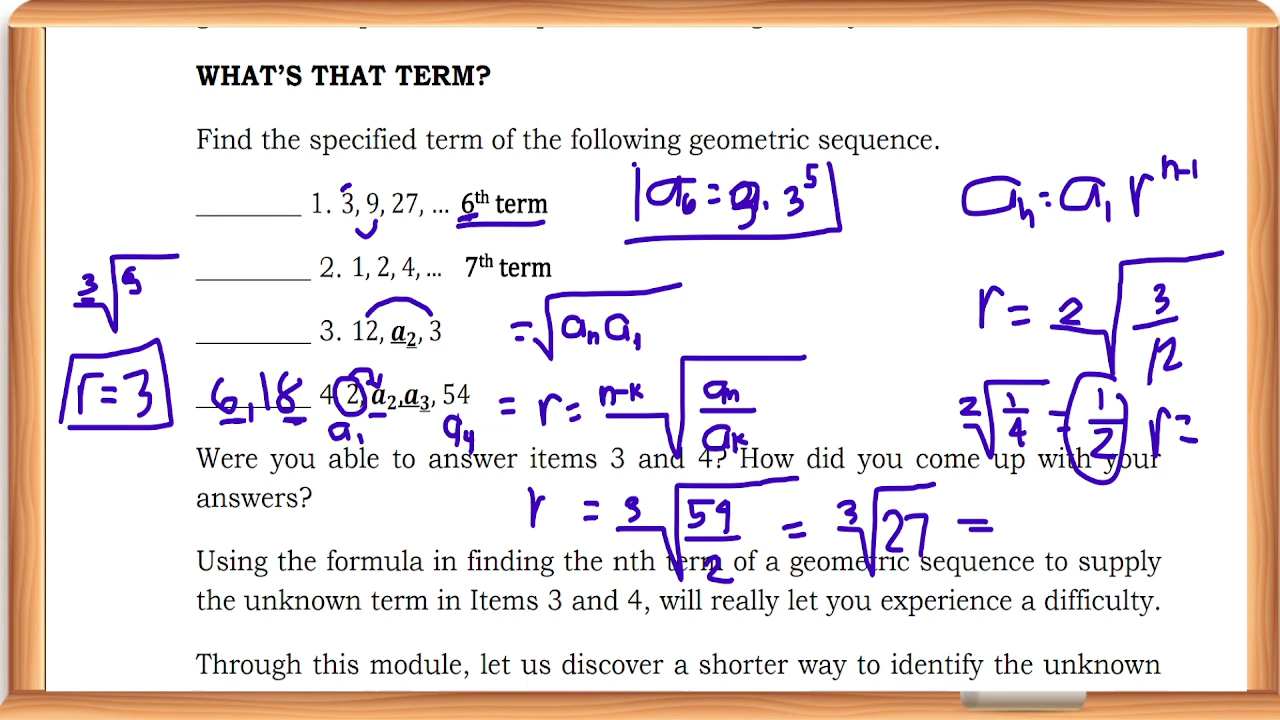 WHAT'S THAT TERM?
Find the specified term of the following geometric sequence.
__________ 1. 3, 9, 27, ... 6th term
a₆ = a₁ · 3⁵
aₙ = a₁ rⁿ⁻¹
___________ 2. 1, 2, 4, ... 7th term
³√
r = ²√(3/12)
___________ 3. 12, a₂, 3
= √(aₙ a₁)
r = 3
6, 18
___________ 4. 2, a₂, a₃, 54
a₁ a₄
= r = ⁿ⁻ᵏ√(aₙ/aₖ)
²√(1/4) = 1/2 r =
Were you able to answer items 3 and 4? How did you come up with your
answers?
r = ³√(54/2) = ³√27 =
Using the formula in finding the nth term of a geometric sequence to supply
the unknown term in Items 3 and 4, will really let you experience a difficulty.
Through this module, let us discover a shorter way to identify the unknown